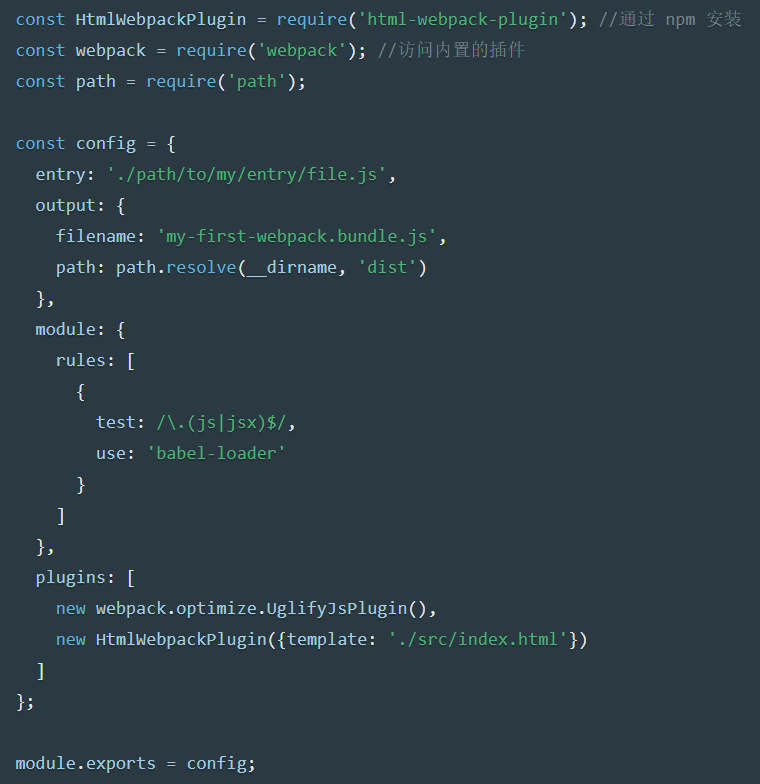 const HtmlWebpackPlugin = require('html-webpack-plugin'); //通过 npm 安装
const webpack = require('webpack'); //访问内置的插件
const path = require('path');

const config = {
  entry: './path/to/my/entry/file.js',
  output: {
    filename: 'my-first-webpack.bundle.js',
    path: path.resolve(__dirname, 'dist')
  },
  module: {
    rules: [
      {
        test: /\.(js|jsx)$/,
        use: 'babel-loader'
      }
    ]
  },
  plugins: [
    new webpack.optimize.UglifyJsPlugin(),
    new HtmlWebpackPlugin({template: './src/index.html'})
  ]
};

module.exports = config;